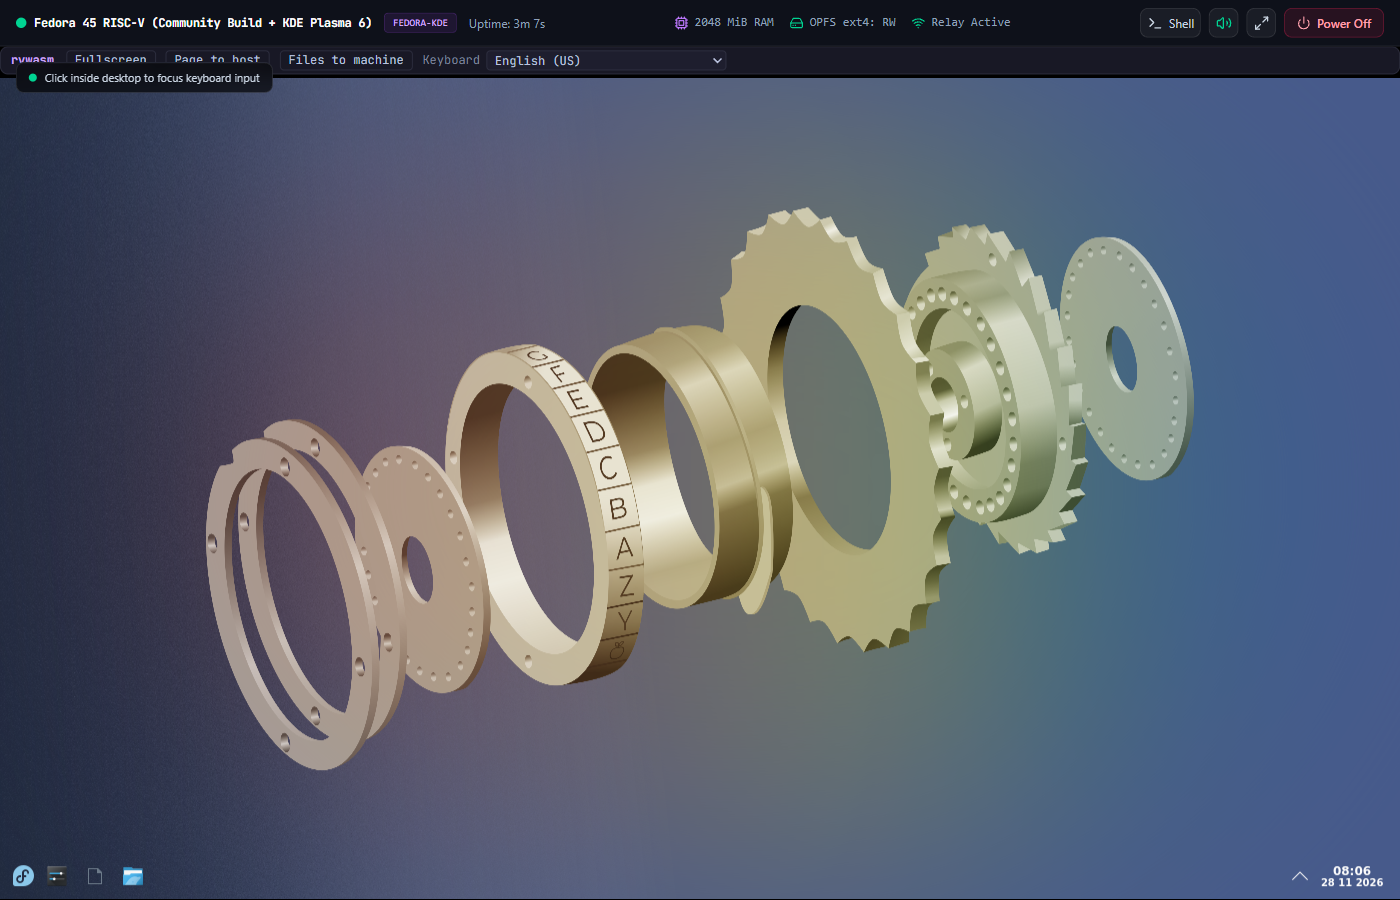 Fedora 45 RISC-V (Community Build + KDE Plasma 6) FEDORA-KDE Uptime: 3m 7s 2048 MiB RAM OPFS ext4: RW Relay Active Shell Power Off
rvwasm Fullscreen Page to host Files to machine Keyboard English (US)
Click inside desktop to focus keyboard input
G
F
E
D
C
B
A
Z
Y
08:06
28 11 2026